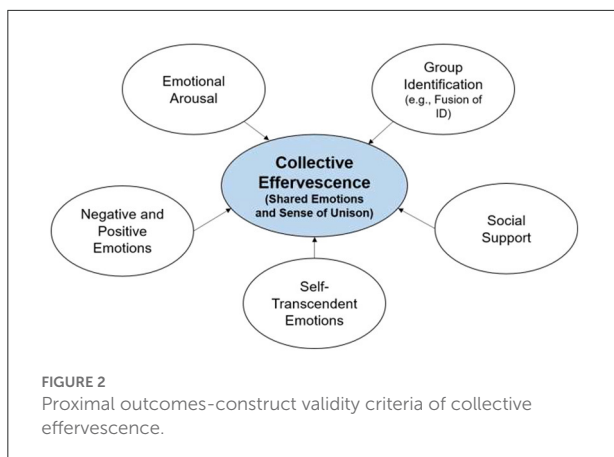 Emotional
Arousal
Group
Identification
(e.g., Fusion of
ID)
Collective
Effervescence
(Shared Emotions
and Sense of Unison)
Negative and
Positive
Emotions
Social
Support
Self-
Transcendent
Emotions
FIGURE 2
Proximal outcomes-construct validity criteria of collective
effervescence.